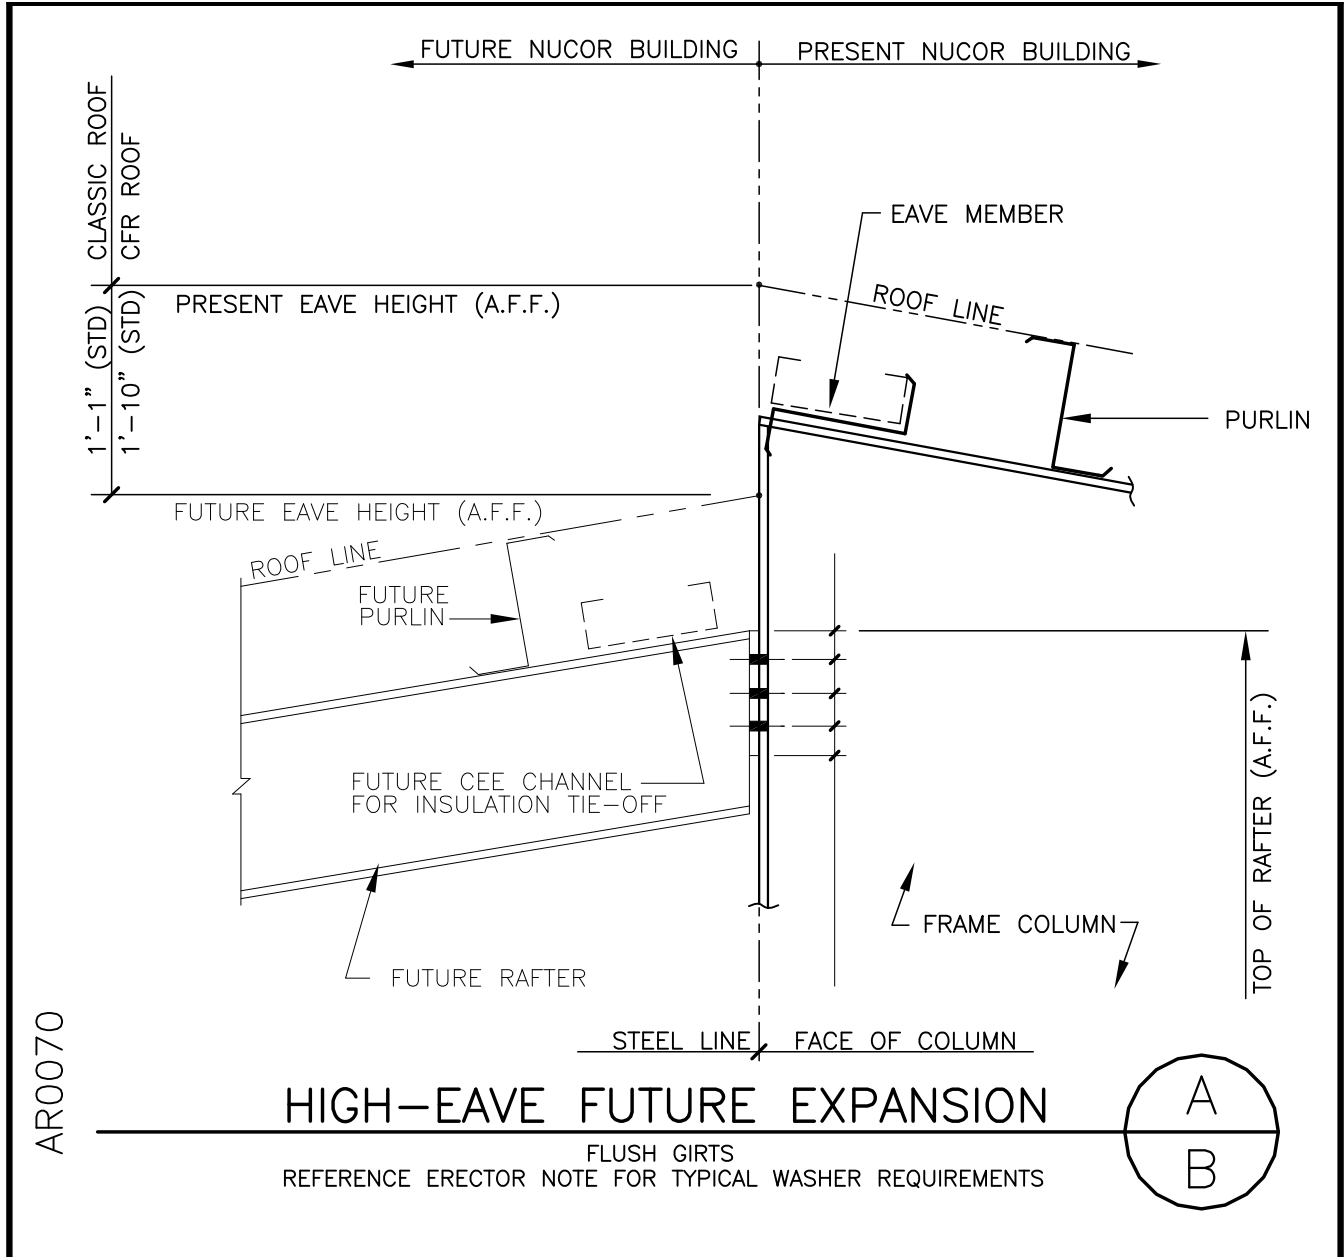 FUTURE NUCOR BUILDING
PRESENT NUCOR BUILDING
CLASSIC ROOF
CFR ROOF
EAVE MEMBER
PRESENT EAVE HEIGHT (A.F.F.)
ROOF LINE
1'-1" (STD)
1'-10" (STD)
PURLIN
FUTURE EAVE HEIGHT (A.F.F.)
ROOF LINE
FUTURE
PURLIN
FUTURE CEE CHANNEL
FOR INSULATION TIE-OFF
TOP OF RAFTER (A.F.F.)
FRAME COLUMN
FUTURE RAFTER
STEEL LINE
FACE OF COLUMN
AR0070
HIGH-EAVE FUTURE EXPANSION
FLUSH GIRTS
REFERENCE ERECTOR NOTE FOR TYPICAL WASHER REQUIREMENTS
A
B